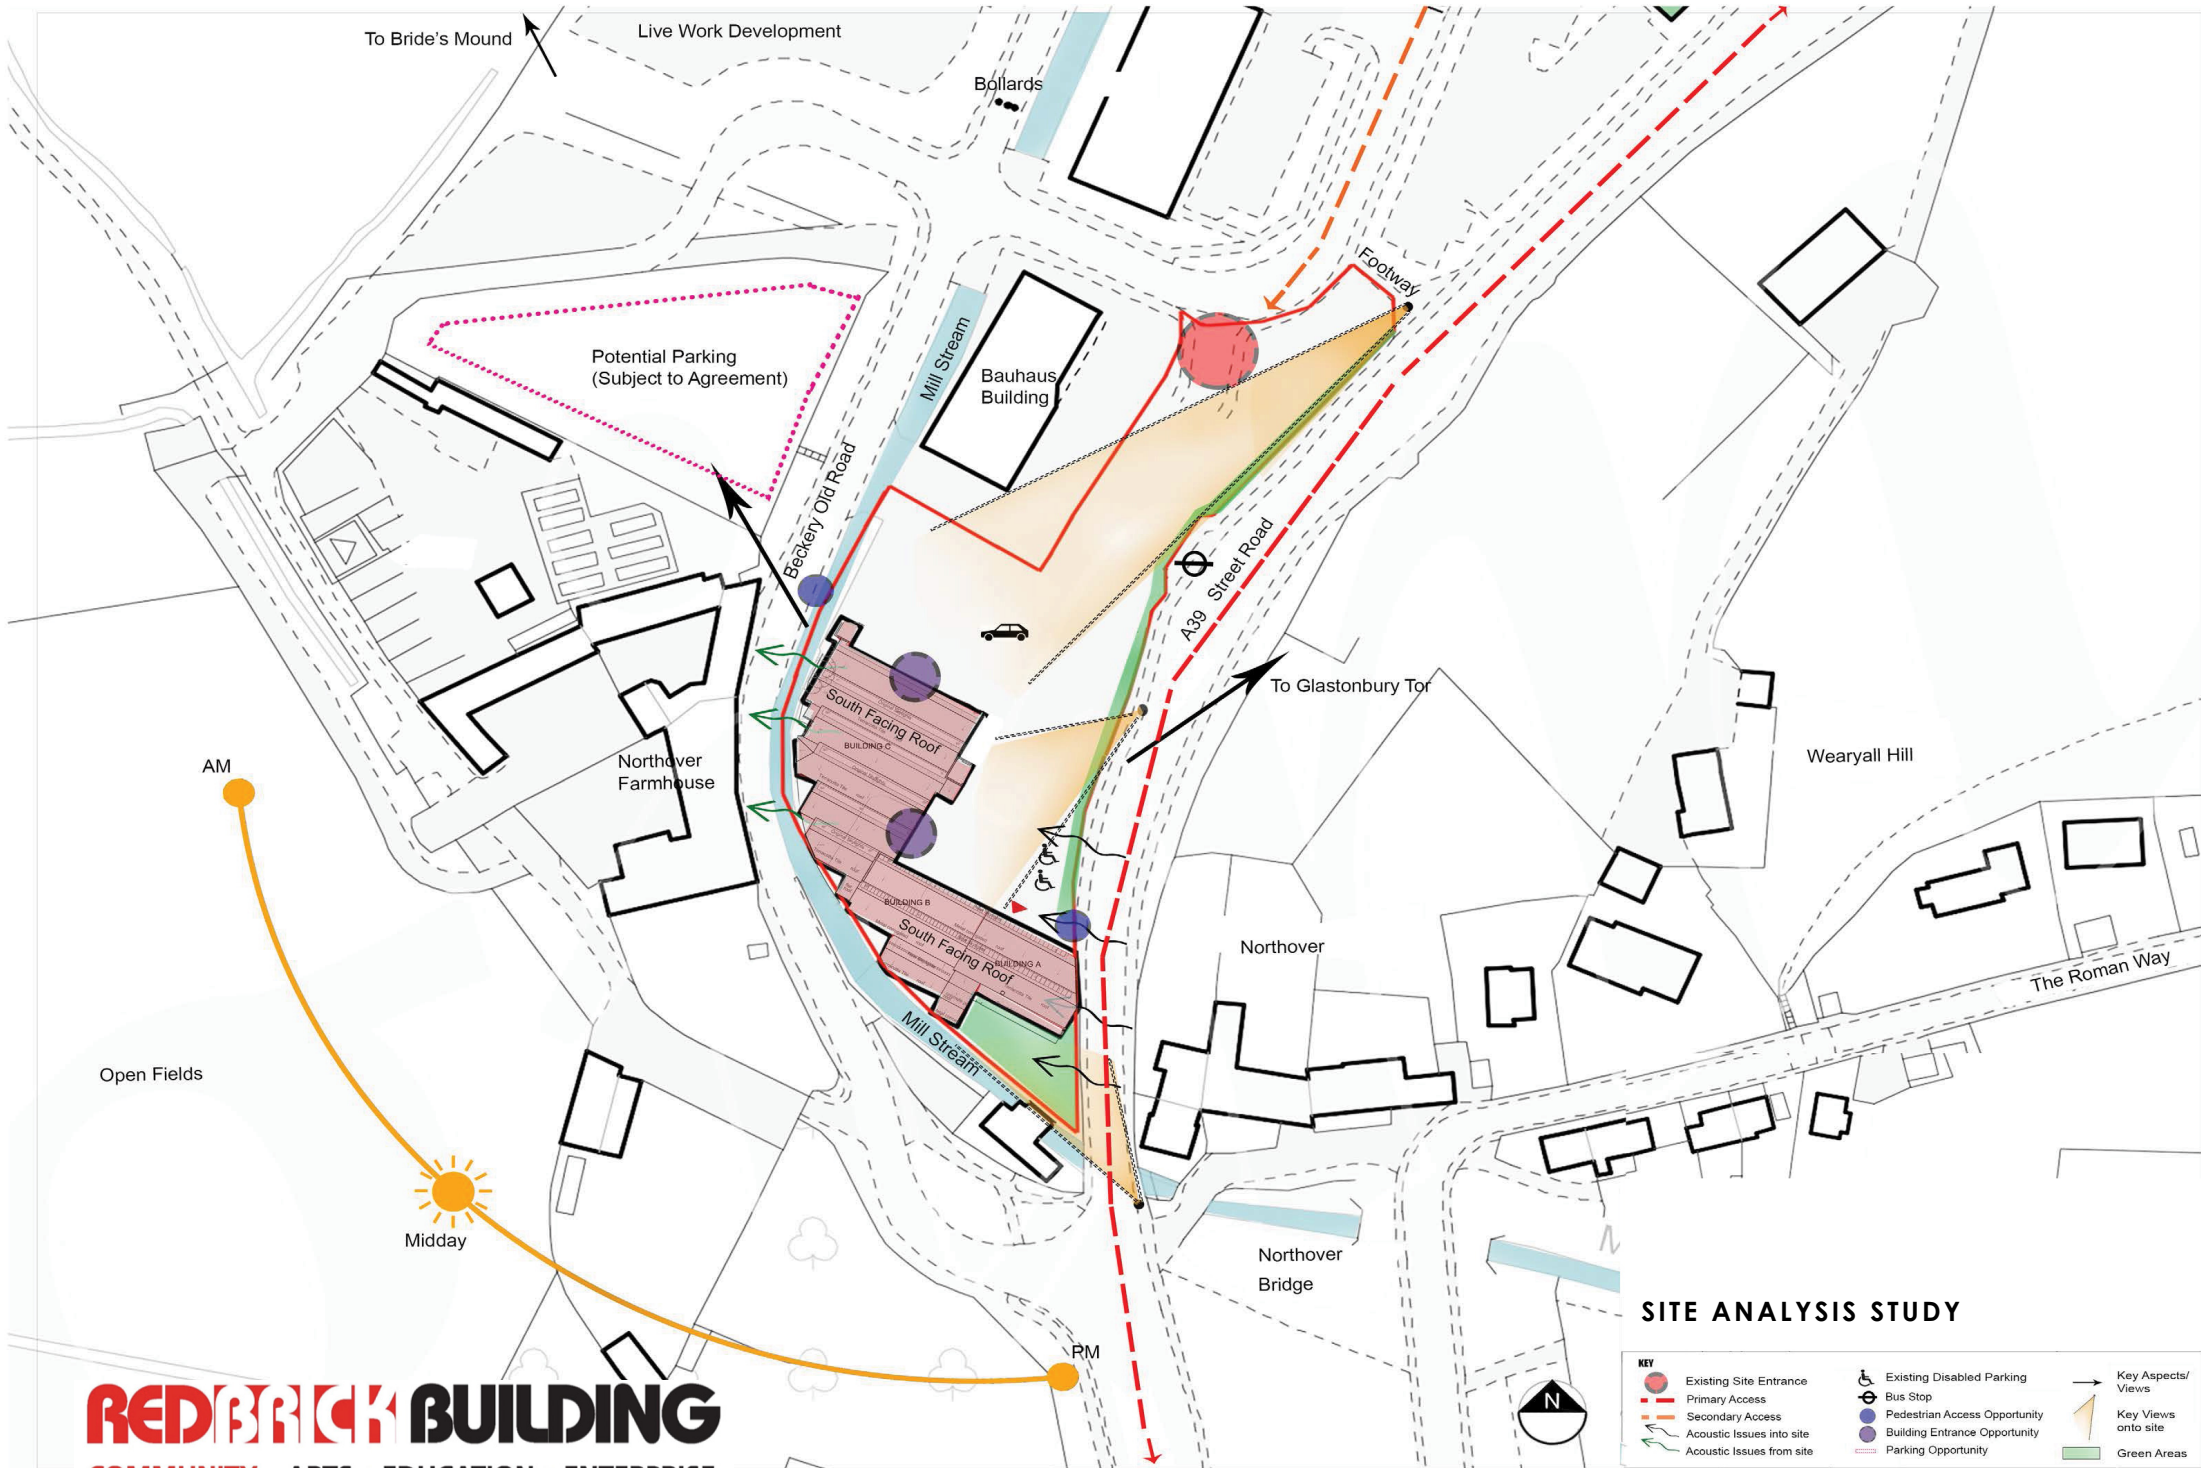 To Bride's Mound
Live Work Development
Bollards
Footway
Potential Parking
(Subject to Agreement)
Mill Stream
Bauhaus
Building
Beckery Old Road
A39 Street Road
To Glastonbury Tor
South Facing Roof
BUILDING C
Northover
Farmhouse
Wearyall Hill
AM
BUILDING B
South Facing Roof
BUILDING A
Northover
The Roman Way
Mill Stream
Open Fields
Midday
Northover
Bridge
PM
SITE ANALYSIS STUDY
KEY
Existing Site Entrance
Primary Access
Secondary Access
Acoustic Issues into site
Acoustic Issues from site
Existing Disabled Parking
Bus Stop
Pedestrian Access Opportunity
Building Entrance Opportunity
Parking Opportunity
Key Aspects/
Views
Key Views
onto site
Green Areas
N
REDBRICK BUILDING
COMMUNITY ARTS EDUCATION ENTERPRISE